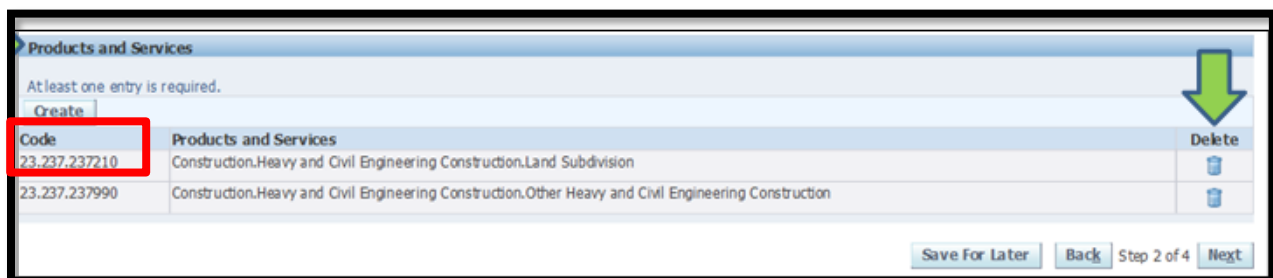 Products and Services
At least one entry is required.
Create
Code Products and Services Delete
23.237.237210 Construction.Heavy and Civil Engineering Construction.Land Subdivision
23.237.237990 Construction.Heavy and Civil Engineering Construction.Other Heavy and Civil Engineering Construction
Save For Later Back Step 2 of 4 Next